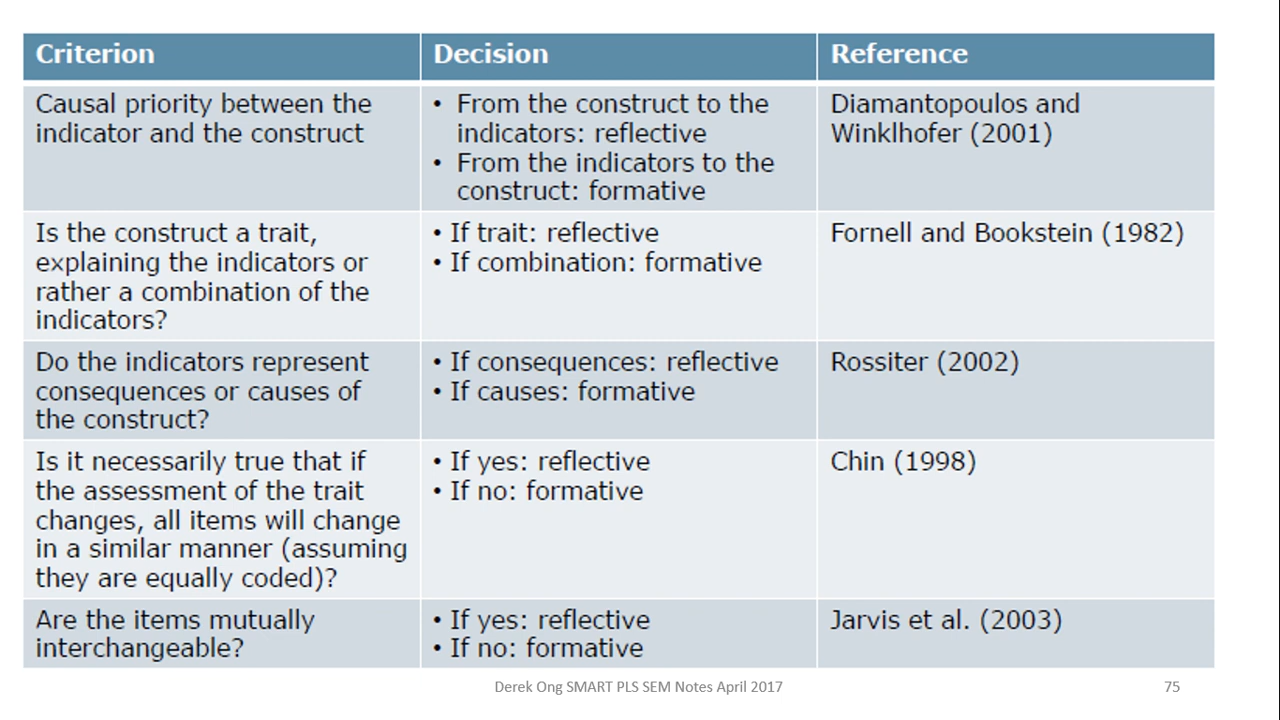 Criterion
Decision
Reference
Causal priority between the
indicator and the construct
• From the construct to the
indicators: reflective
• From the indicators to the
construct: formative
Diamantopoulos and
Winklhofer (2001)
Is the construct a trait,
explaining the indicators or
rather a combination of the
indicators?
• If trait: reflective
• If combination: formative
Fornell and Bookstein (1982)
Do the indicators represent
consequences or causes of
the construct?
• If consequences: reflective
• If causes: formative
Rossiter (2002)
Is it necessarily true that if
the assessment of the trait
changes, all items will change
in a similar manner (assuming
they are equally coded)?
• If yes: reflective
• If no: formative
Chin (1998)
Are the items mutually
interchangeable?
• If yes: reflective
• If no: formative
Jarvis et al. (2003)
Derek Ong SMART PLS SEM Notes April 2017
75